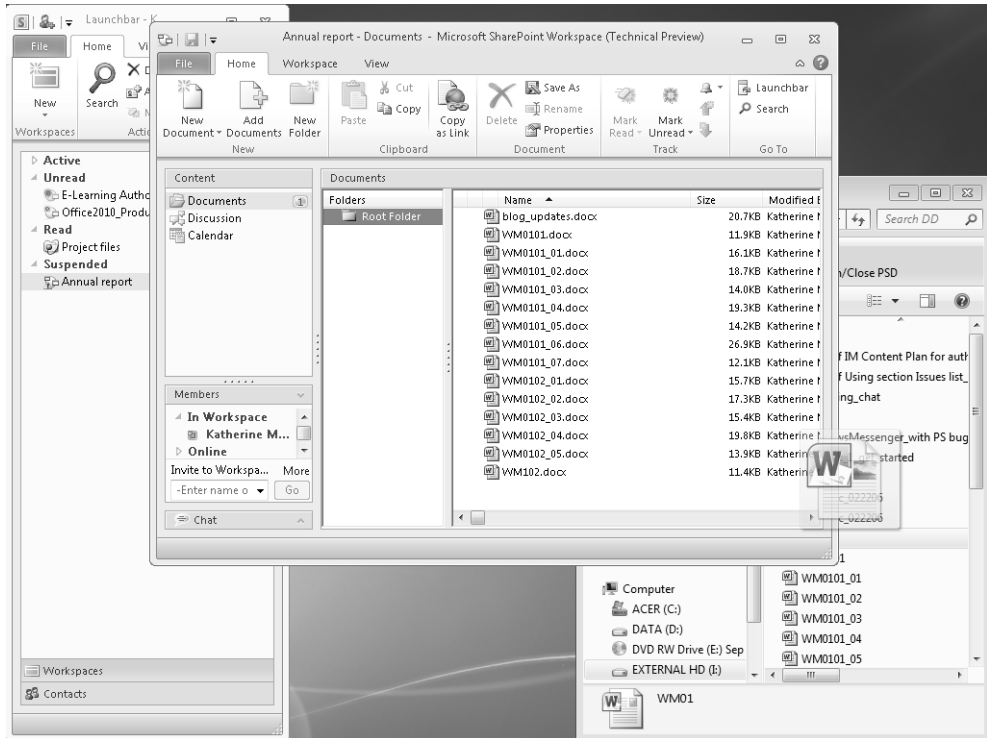 Launchbar - K
File Home Vi
New
Search
Workspaces
Active
Unread
E-Learning Autho
Office2010_Produ
Read
Project files
Suspended
Annual report
Workspaces
Contacts
Annual report - Documents - Microsoft SharePoint Workspace (Technical Preview)
File Home Workspace View
New Document
Add Documents
New Folder
New
Paste
Cut
Copy
Copy as Link
Clipboard
Delete
Save As
Rename
Properties
Document
Mark Read
Mark Unread
Track
Launchbar
Search
Go To
Content
Documents
Discussion
Calendar
Members
In Workspace
Katherine M...
Online
Invite to Workspa... More
-Enter name o Go
Chat
Documents
Folders
Root Folder
Name Size Modified B
blog_updates.docx 20.7KB Katherine M
WM0101.docx 11.9KB Katherine M
WM0101_01.docx 16.1KB Katherine M
WM0101_02.docx 18.7KB Katherine M
WM0101_03.docx 14.0KB Katherine M
WM0101_04.docx 19.3KB Katherine M
WM0101_05.docx 14.2KB Katherine M
WM0101_06.docx 26.9KB Katherine M
WM0101_07.docx 12.1KB Katherine M
WM0102_01.docx 15.7KB Katherine M
WM0102_02.docx 17.3KB Katherine M
WM0102_03.docx 15.4KB Katherine M
WM0102_04.docx 19.8KB Katherine
WM0102_05.docx 13.9KB Katherine
WM102.docx 11.4KB Katherin
Search DD
n/Close PSD
f IM Content Plan for auth
f Using section Issues list_
ng_chat
wsMessenger_with PS bug
started
c_022206
c_022206
1
WM0101_01
WM0101_02
WM0101_03
WM0101_04
WM0101_05
Computer
ACER (C:)
DATA (D:)
DVD RW Drive (E:) Sep
EXTERNAL HD (I:)
WM01